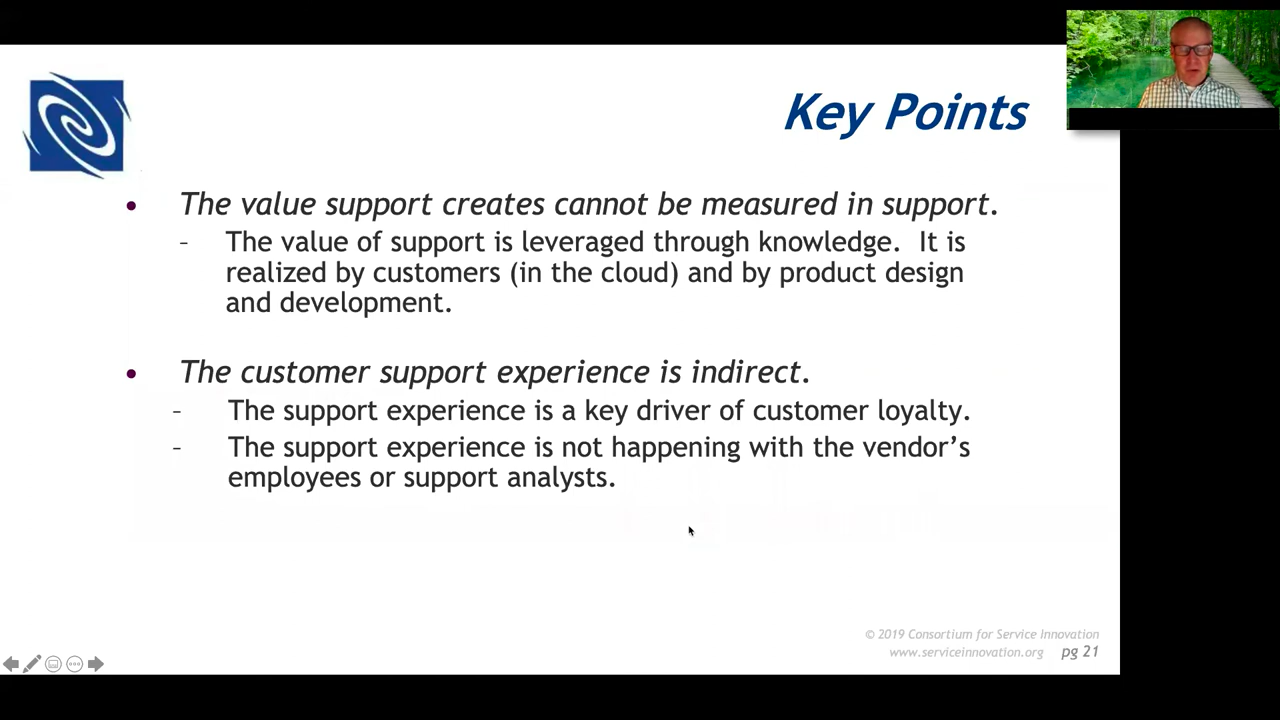 Key Points
• The value support creates cannot be measured in support.
– The value of support is leveraged through knowledge. It is
realized by customers (in the cloud) and by product design
and development.
• The customer support experience is indirect.
– The support experience is a key driver of customer loyalty.
– The support experience is not happening with the vendor’s
employees or support analysts.
© 2019 Consortium for Service Innovation
www.serviceinnovation.org pg 21